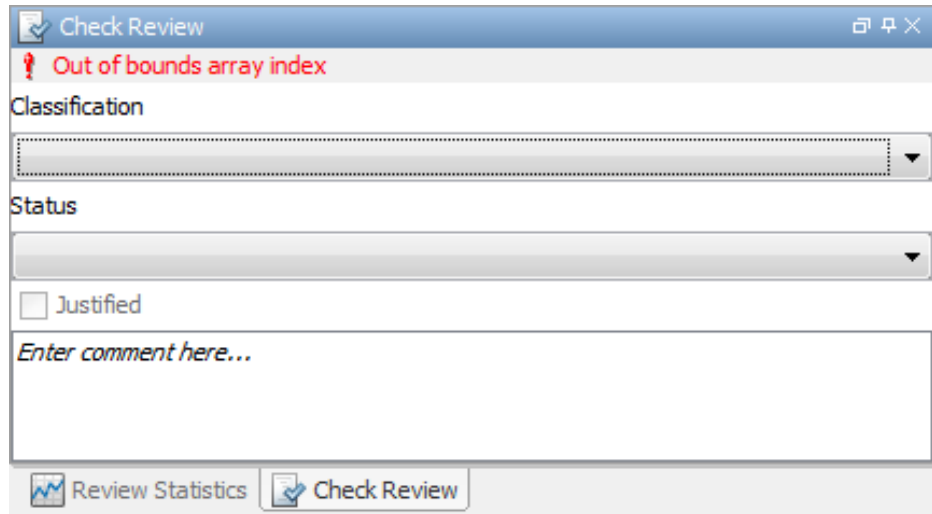 Check Review
Out of bounds array index
Classification
Status
Justified
Enter comment here...
Review Statistics Check Review